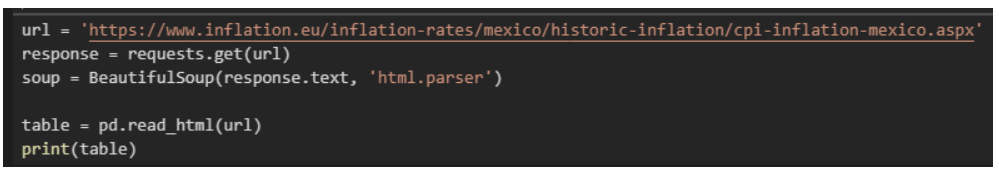 url = 'https://www.inflation.eu/inflation-rates/mexico/historic-inflation/cpi-inflation-mexico.aspx'
response = requests.get(url)
soup = BeautifulSoup(response.text, 'html.parser')
table = pd.read_html(url)
print(table)